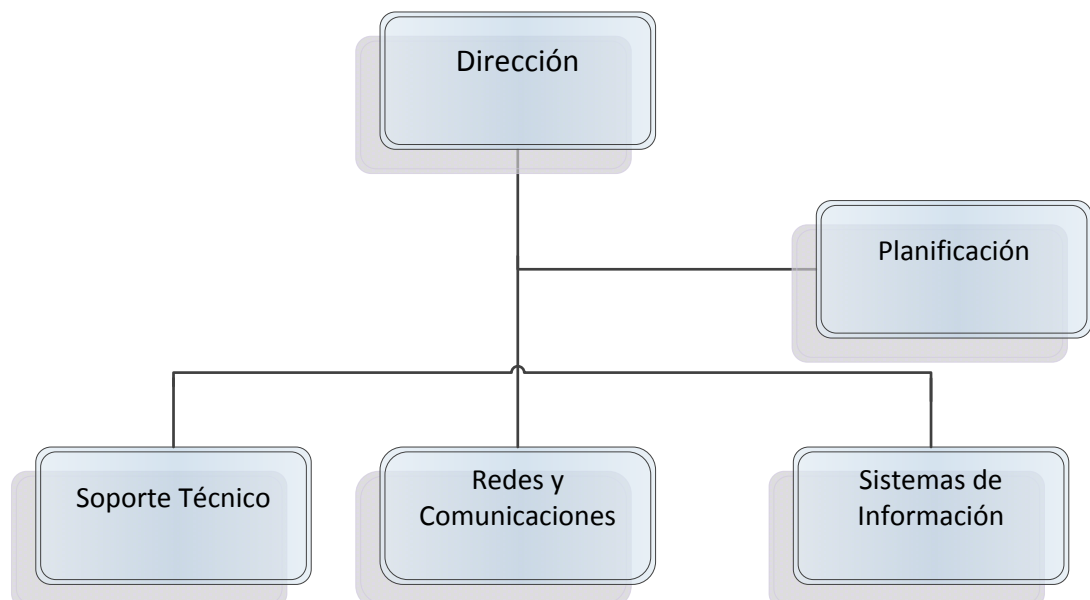 Dirección
Planificación
Soporte Técnico
Redes y
Comunicaciones
Sistemas de
Información